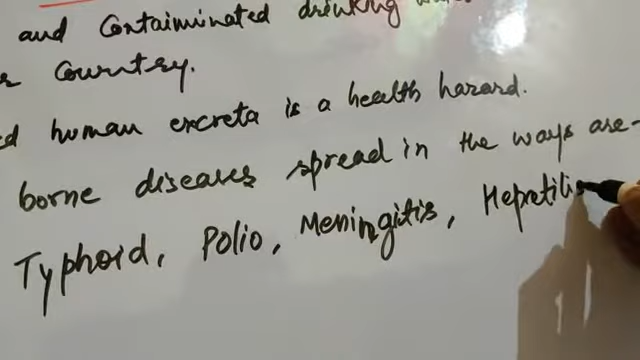 and Contaiminated drinking
Country.
human excreta is a health hazard.
borne diseases spread in the ways are-
Typhoid, Polio, Meningitis, Hepatitis